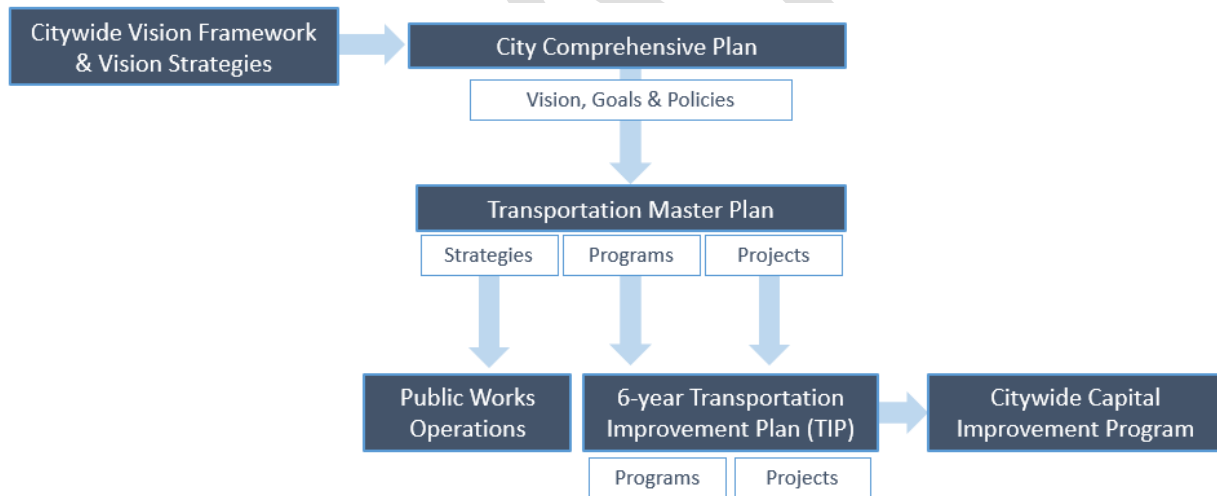 Citywide Vision Framework
& Vision Strategies
City Comprehensive Plan
Vision, Goals & Policies
Transportation Master Plan
Strategies
Programs
Projects
Public Works
Operations
6-year Transportation
Improvement Plan (TIP)
Citywide Capital
Improvement Program
Programs
Projects